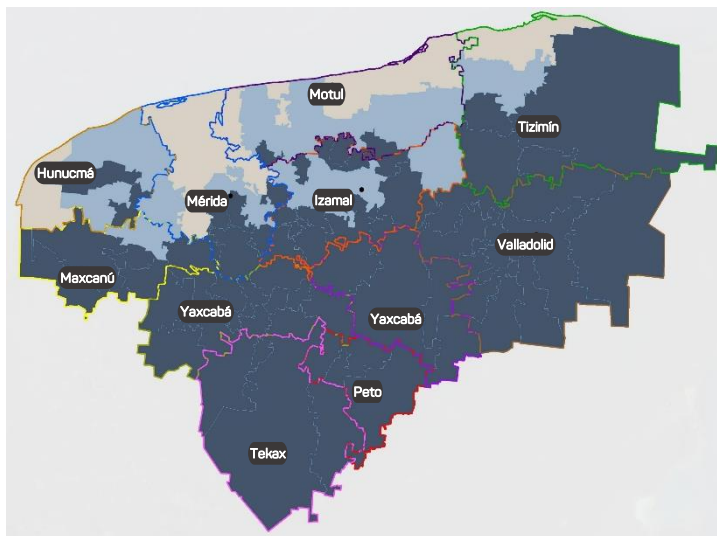 Motul
Tizimín
Hunucmá
Mérida
Izamal
Valladolid
Maxcanú
Yaxcabá
Yaxcabá
Peto
Tekax